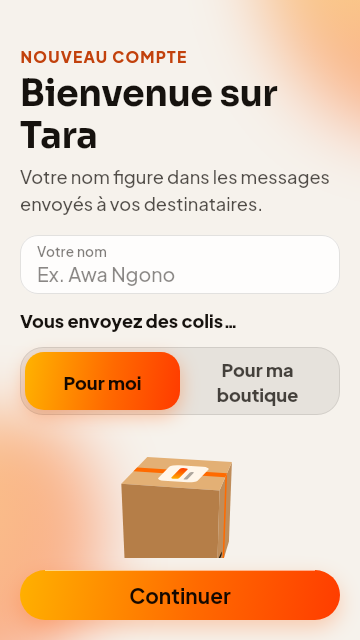 NOUVEAU COMPTE
Bienvenue sur
Tara
Votre nom figure dans les messages
envoyés à vos destinataires.
Votre nom
Ex. Awa Ngono
Vous envoyez des colis…
Pour moi
Pour ma
boutique
Continuer